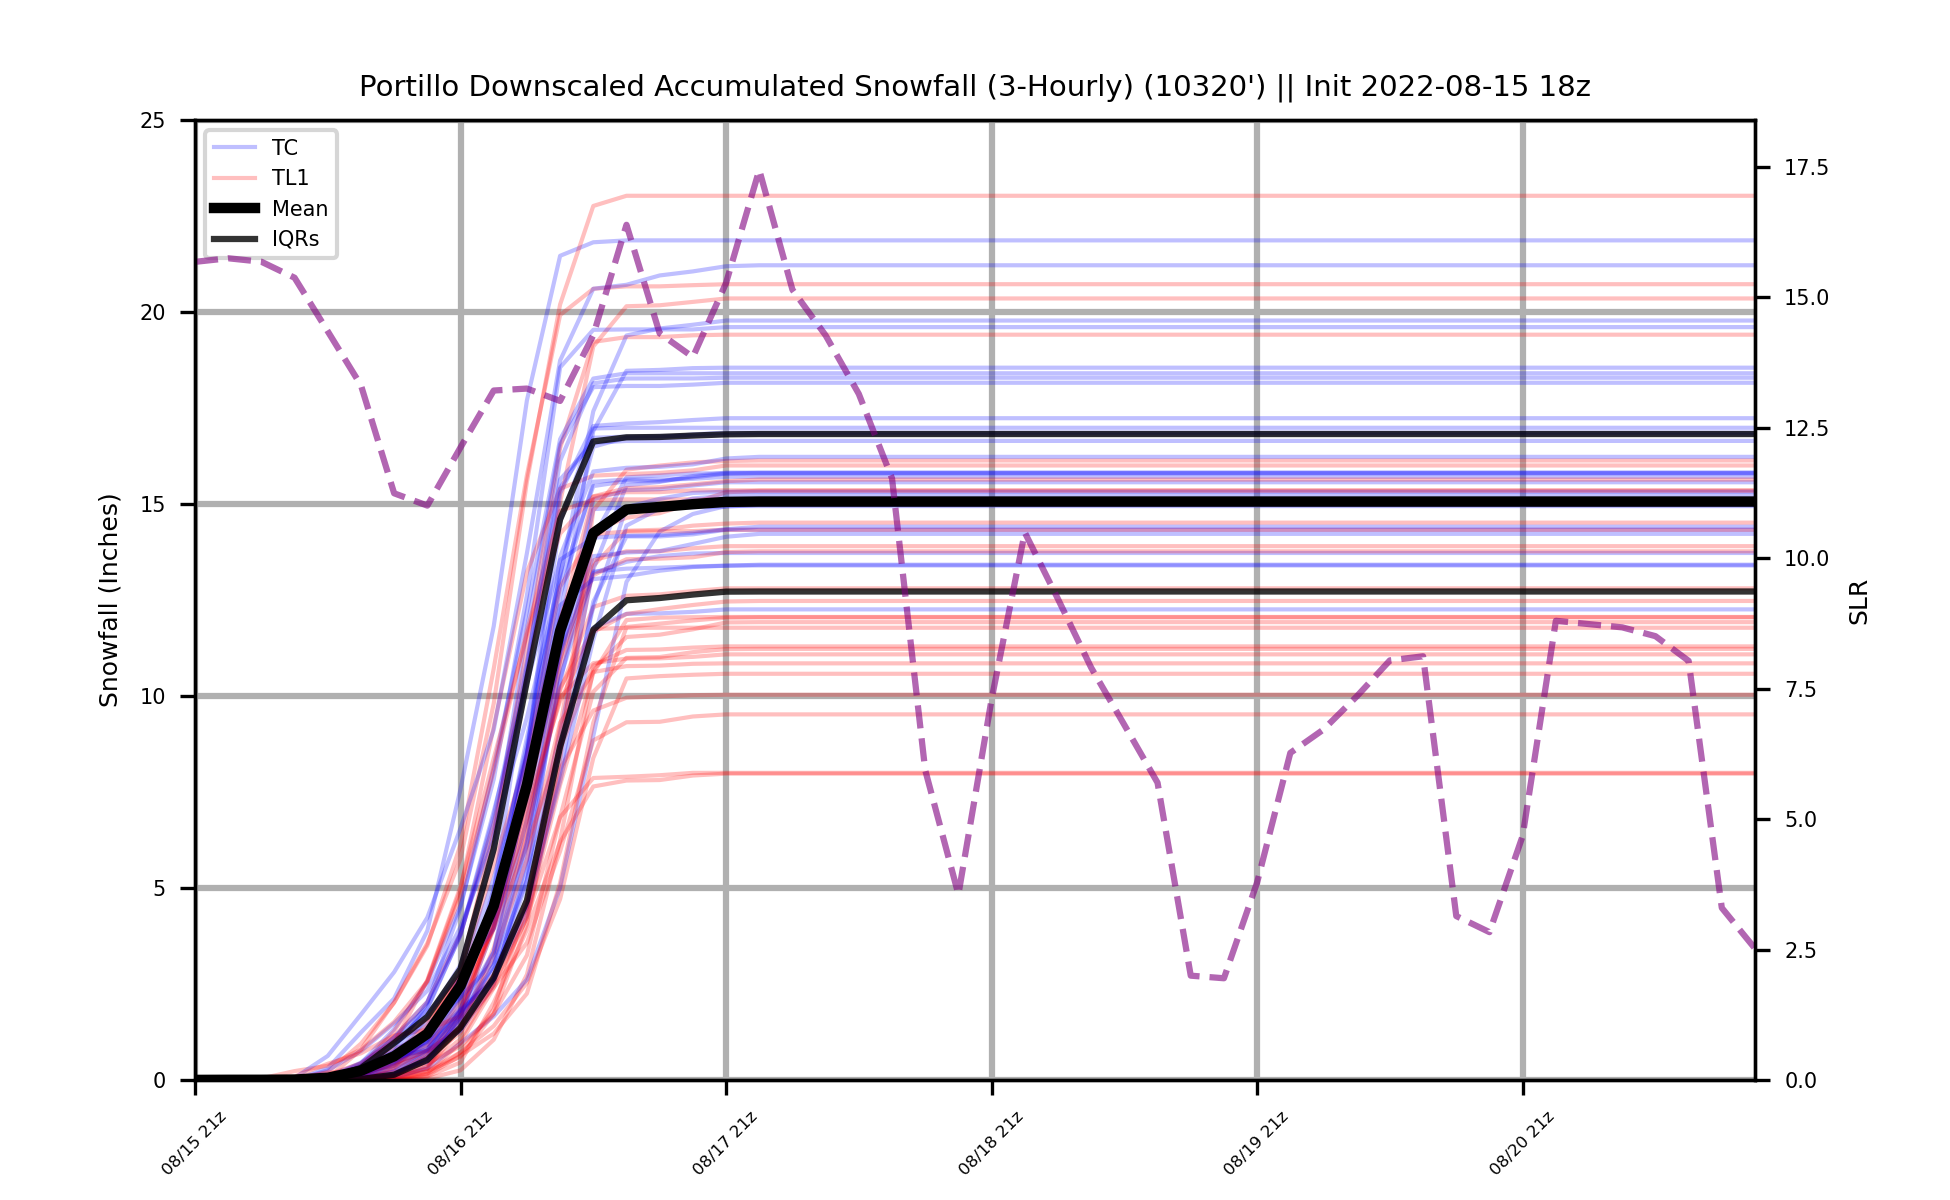 Portillo Downscaled Accumulated Snowfall (3-Hourly) (10320') || Init 2022-08-15 18z
TC
TL1
Mean
IQRs
Snowfall (Inches)
25
20
15
10
5
0
SLR
17.5
15.0
12.5
10.0
7.5
5.0
2.5
0.0
08/15 21z
08/16 21z
08/17 21z
08/18 21z
08/19 21z
08/20 21z